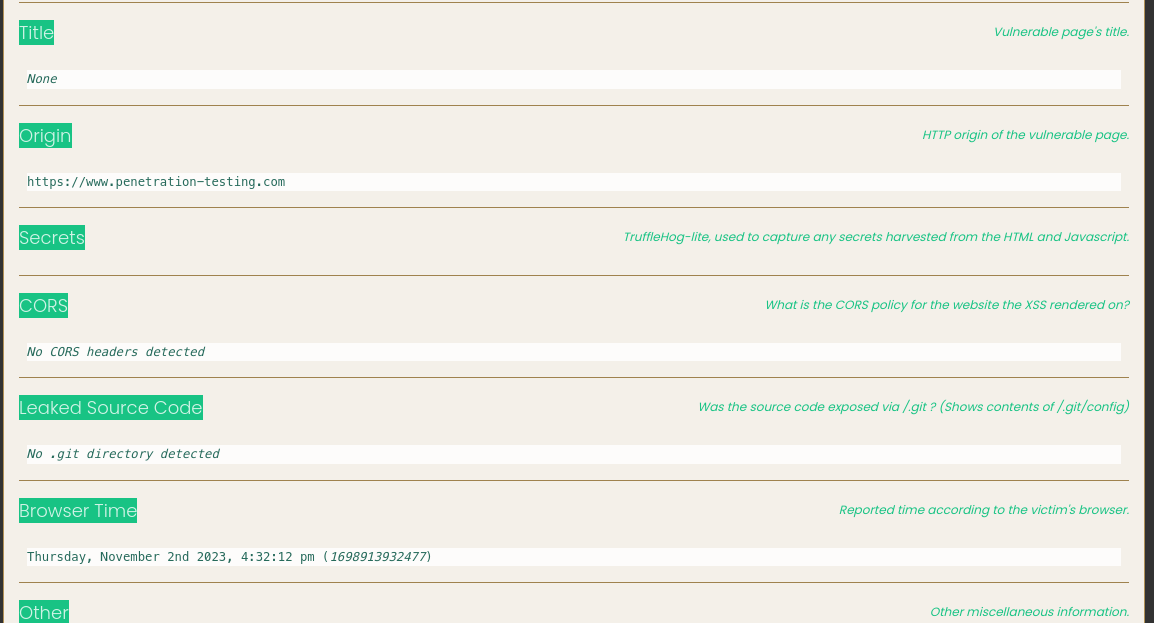 Title
Vulnerable page's title.
None
Origin
HTTP origin of the vulnerable page.
https://www.penetration-testing.com
Secrets
TruffleHog-lite, used to capture any secrets harvested from the HTML and Javascript.
CORS
What is the CORS policy for the website the XSS rendered on?
No CORS headers detected
Leaked Source Code
Was the source code exposed via /.git ? (Shows contents of /.git/config)
No .git directory detected
Browser Time
Reported time according to the victim's browser.
Thursday, November 2nd 2023, 4:32:12 pm (1698913932477)
Other
Other miscellaneous information.